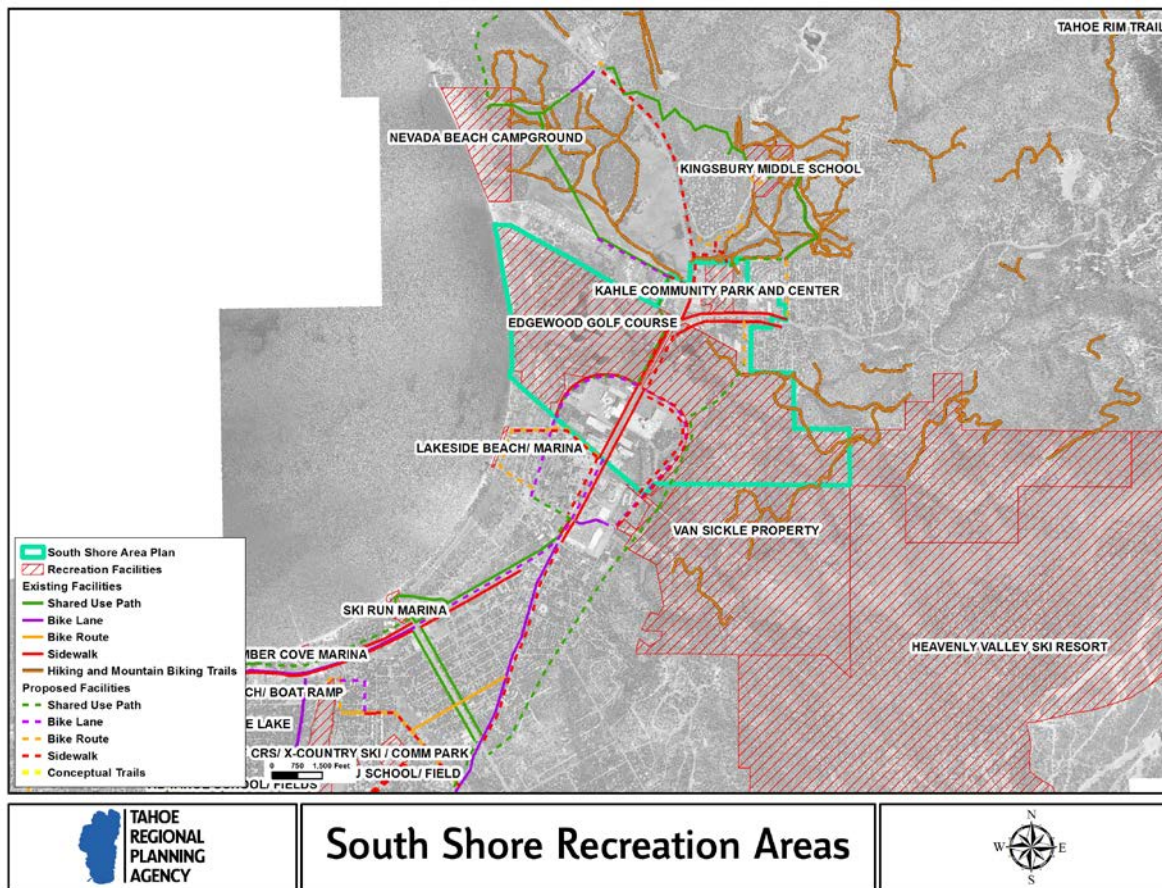 TAHOE RIM TRAIL
NEVADA BEACH CAMPGROUND
KINGSBURY MIDDLE SCHOOL
KAHLE COMMUNITY PARK AND CENTER
EDGEWOOD GOLF COURSE
LAKESIDE BEACH/ MARINA
VAN SICKLE PROPERTY
SKI RUN MARINA
HEAVENLY VALLEY SKI RESORT
MBER COVE MARINA
CH/ BOAT RAMP
E LAKE
CRS/ X-COUNTRY SKI / COMM PARK
SCHOOL/ FIELD
SCHOOL/ FIELDS
South Shore Area Plan
Recreation Facilities
Existing Facilities
Shared Use Path
Bike Lane
Bike Route
Sidewalk
Hiking and Mountain Biking Trails
Proposed Facilities
Shared Use Path
Bike Lane
Bike Route
Sidewalk
Conceptual Trails
0 750 1,500 Feet
TAHOE
REGIONAL
PLANNING
AGENCY
South Shore Recreation Areas
N
W E
S